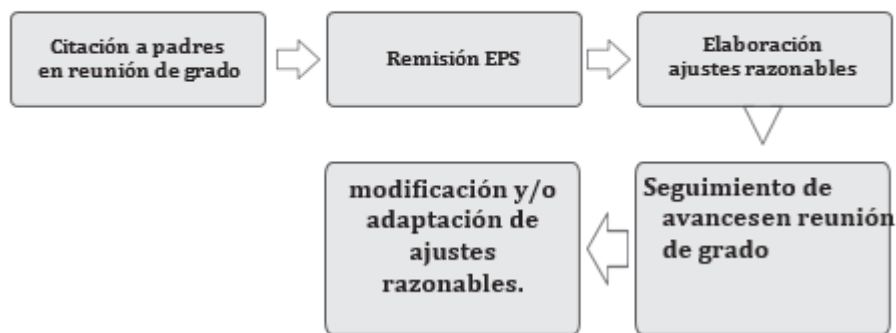 Citación a padres
en reunión de grado
Remisión EPS
Elaboración
ajustes razonables
Seguimiento de
avancesen reunión
de grado
modificación y/o
adaptación de
ajustes
razonables.